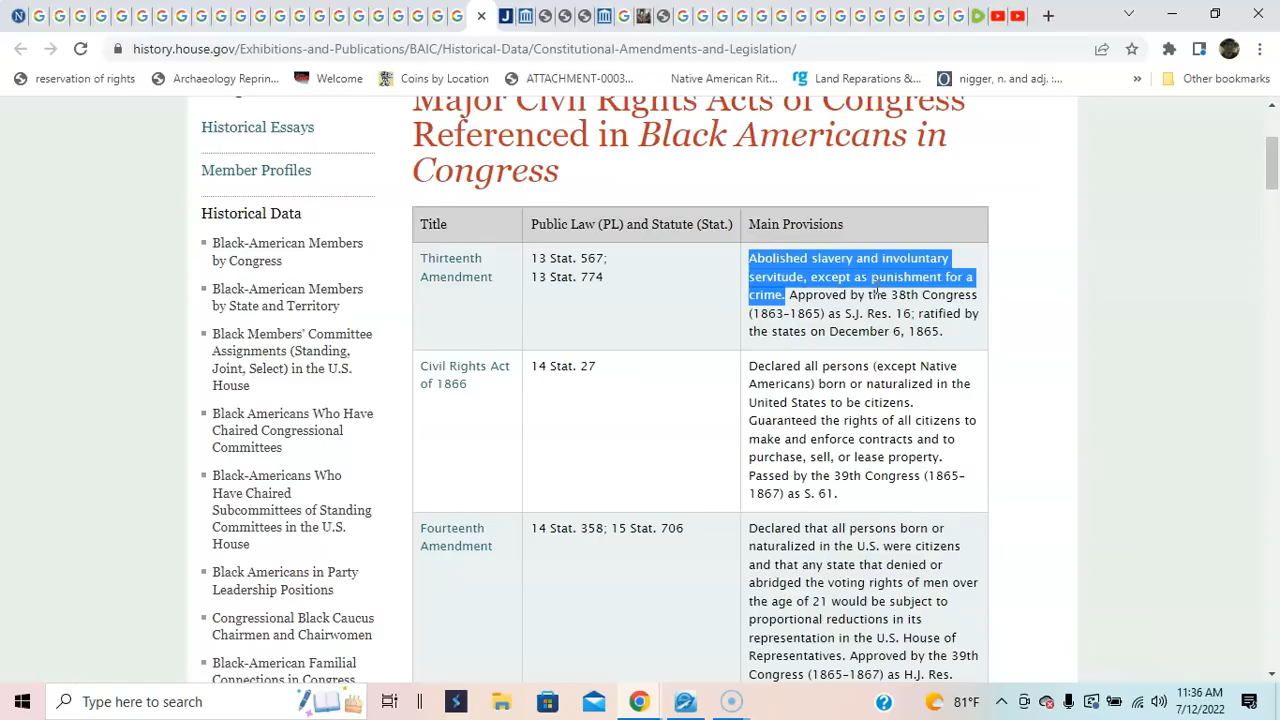 history.house.gov/Exhibitions-and-Publications/BAIC/Historical-Data/Constitutional-Amendments-and-Legislation/
reservation of rights
Archaeology Reprin...
Welcome
Coins by Location
ATTACHMENT-0003...
Native American Rit...
Land Reparations &...
nigger, n. and adj. :...
»
Other bookmarks
Historical Essays
Member Profiles
Historical Data
Black-American Members
by Congress
Black-American Members
by State and Territory
Black Members' Committee
Assignments (Standing,
Joint, Select) in the U.S.
House
Black Americans Who Have
Chaired Congressional
Committees
Black-Americans Who
Have Chaired
Subcommittees of Standing
Committees in the U.S.
House
Black Americans in Party
Leadership Positions
Congressional Black Caucus
Chairmen and Chairwomen
Black-American Familial
Connections in Congress
Major Civil Rights Acts of Congress
Referenced in Black Americans in
Congress
Title
Public Law (PL) and Statute (Stat.)
Main Provisions
Thirteenth
Amendment
13 Stat. 567;
13 Stat. 774
Abolished slavery and involuntary
servitude, except as punishment for a
crime. Approved by the 38th Congress
(1863–1865) as S.J. Res. 16; ratified by
the states on December 6, 1865.
Civil Rights Act
of 1866
14 Stat. 27
Declared all persons (except Native
Americans) born or naturalized in the
United States to be citizens.
Guaranteed the rights of all citizens to
make and enforce contracts and to
purchase, sell, or lease property.
Passed by the 39th Congress (1865–
1867) as S. 61.
Fourteenth
Amendment
14 Stat. 358; 15 Stat. 706
Declared that all persons born or
naturalized in the U.S. were citizens
and that any state that denied or
abridged the voting rights of men over
the age of 21 would be subject to
proportional reductions in its
representation in the U.S. House of
Representatives. Approved by the 39th
Congress (1865–1867) as H.J. Res.
Type here to search
81°F
11:36 AM
7/12/2022